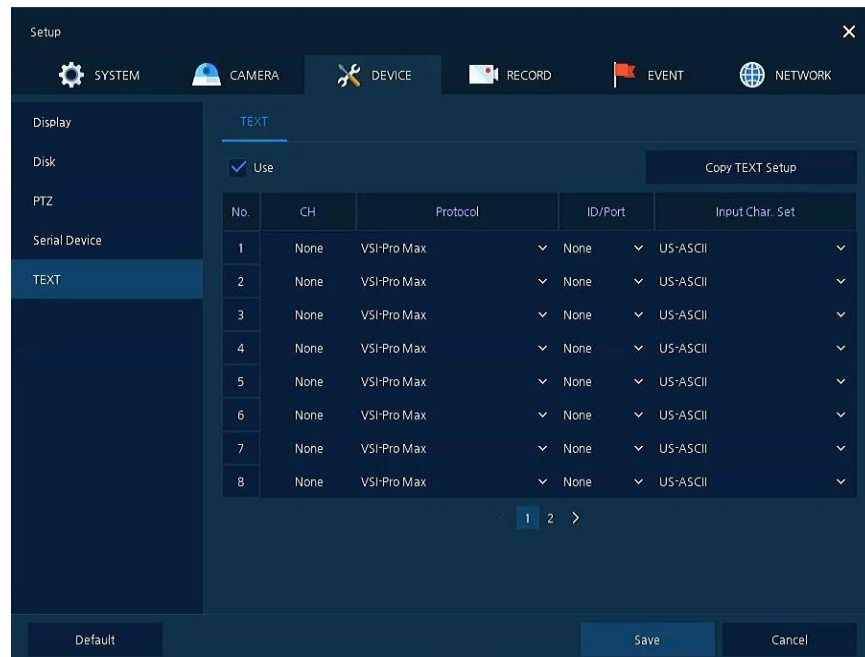 Setup
SYSTEM CAMERA DEVICE RECORD EVENT NETWORK
Display
Disk
PTZ
Serial Device
TEXT
TEXT
Use Copy TEXT Setup
No. CH Protocol ID/Port Input Char. Set
1 None VSI-Pro Max None US-ASCII
2 None VSI-Pro Max None US-ASCII
3 None VSI-Pro Max None US-ASCII
4 None VSI-Pro Max None US-ASCII
5 None VSI-Pro Max None US-ASCII
6 None VSI-Pro Max None US-ASCII
7 None VSI-Pro Max None US-ASCII
8 None VSI-Pro Max None US-ASCII
1 2
Default Save Cancel